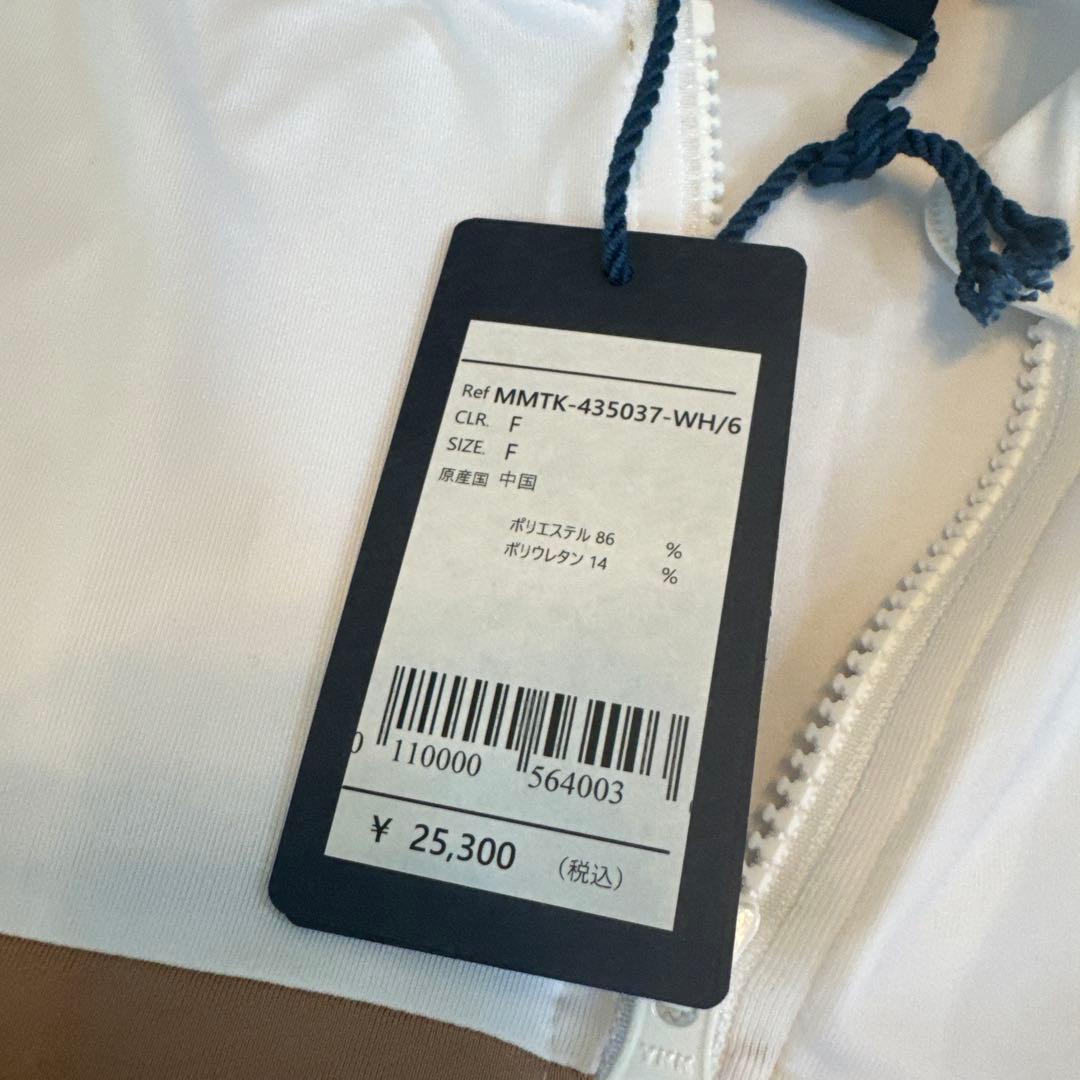 Ref MMTK-435037-WH/6
CLR. F
SIZE. F
原産国 中国
ポリエステル 86 %
ポリウレタン 14 %
0 110000 564003
¥ 25,300 (税込)
YKK